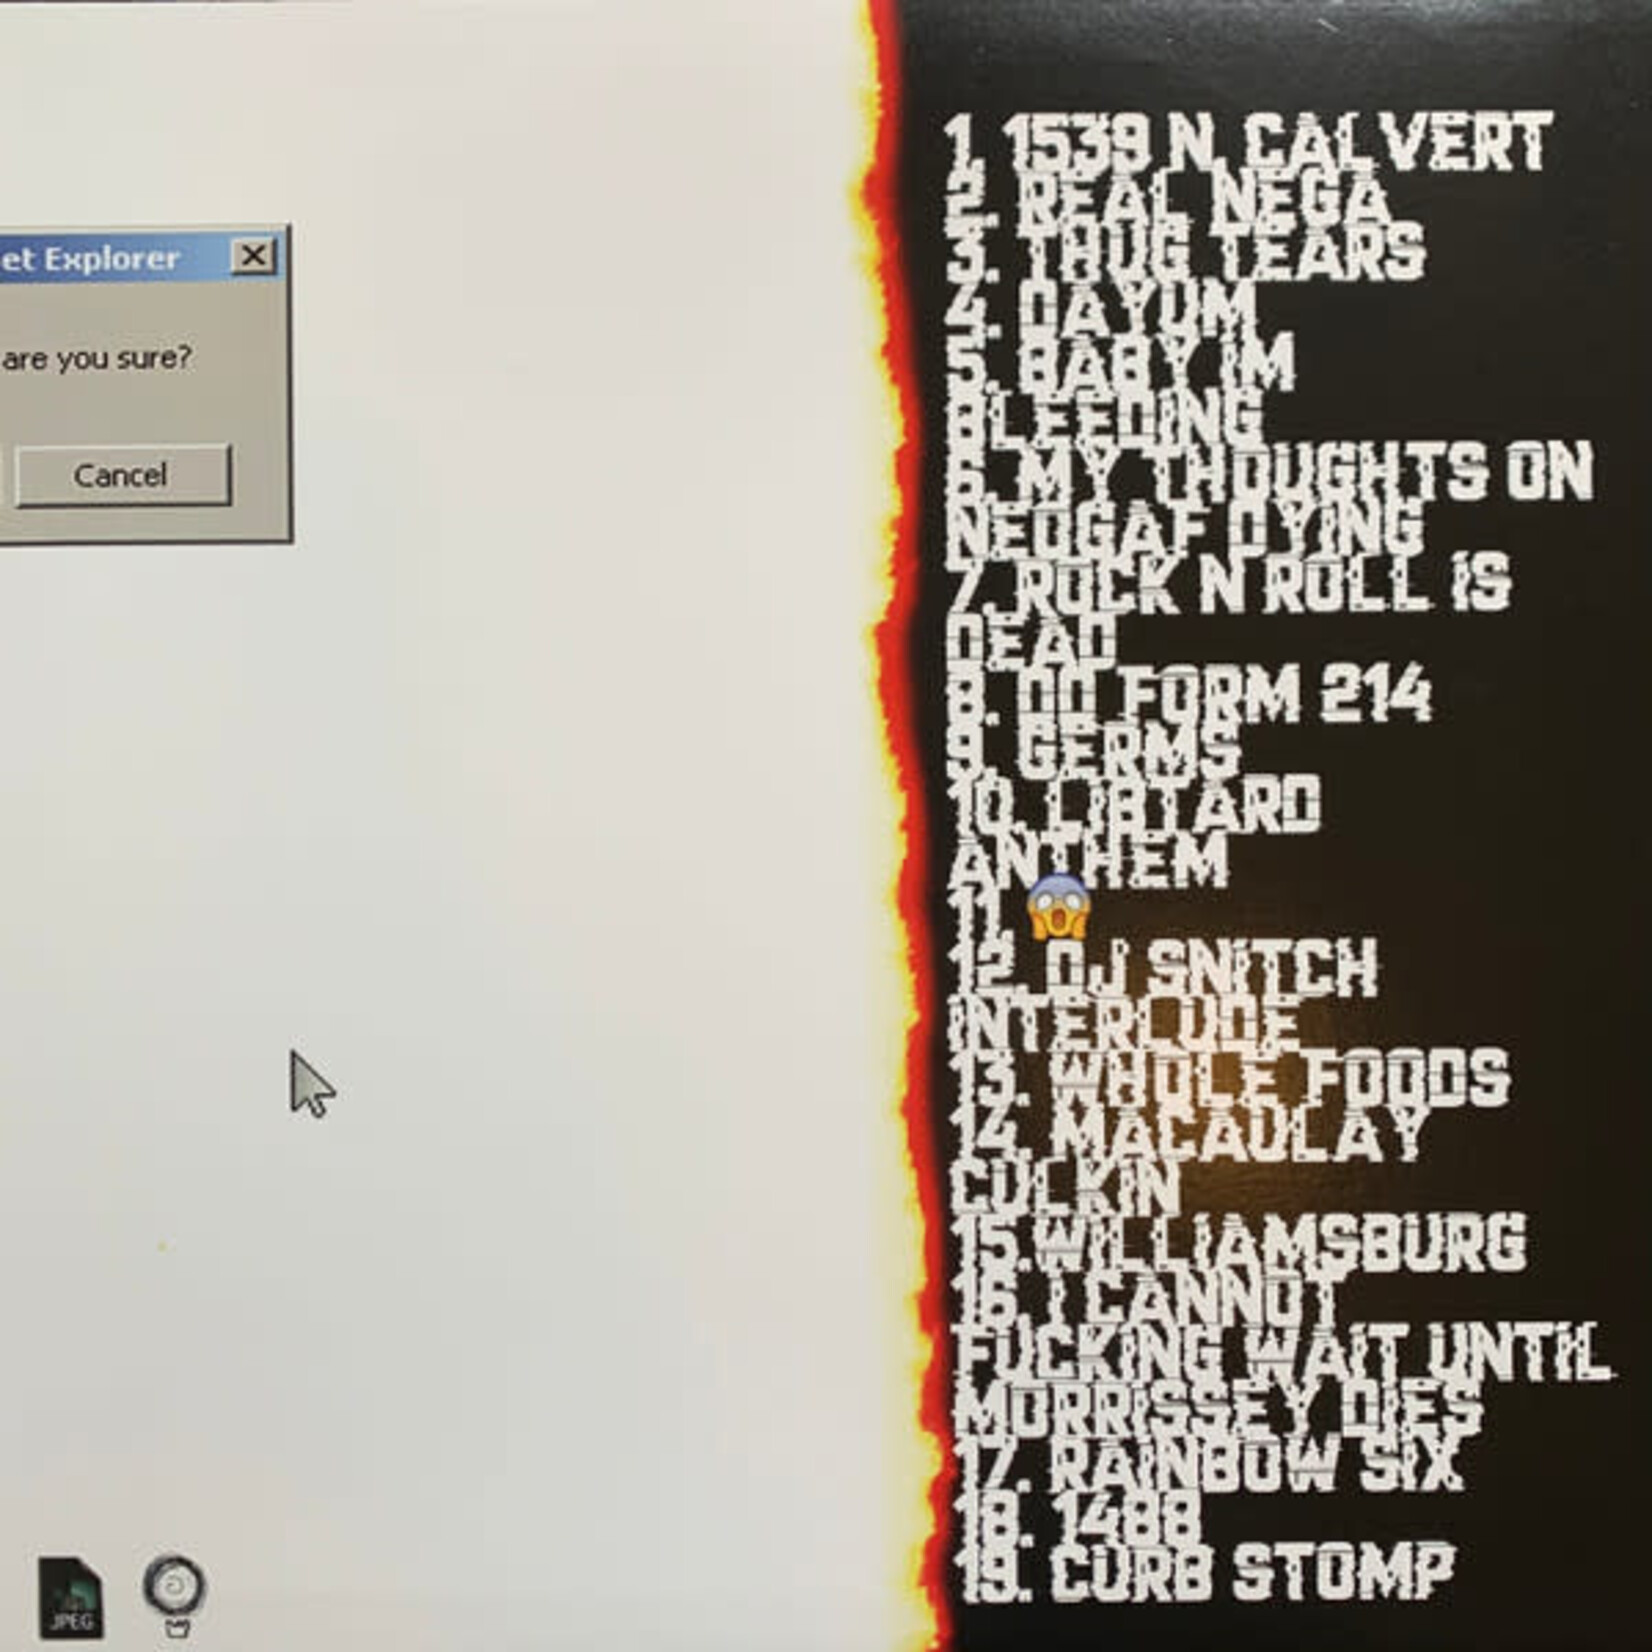 et Explorer
are you sure?
Cancel
JPEG
1. 1539 N. CALVERT
2. REAL NEGA
3. THUG TEARS
4. DAYUM
5. BABY IM
BLEEDING
6. MY THOUGHTS ON
NEOGAF DYING
7. ROCK N ROLL IS
DEAD
8. DD FORM 214
9. GERMS
10. LIBTARD
ANTHEM
11. 😱
12. DJ SNITCH
INTERLUDE
13. WHOLE FOODS
14. MACAULAY
CULKIN
15.WILLIAMSBURG
16. I CANNOT
FUCKING WAIT UNTIL
MORRISSEY DIES
17. RAINBOW SIX
18. 1488
19. CURB STOMP